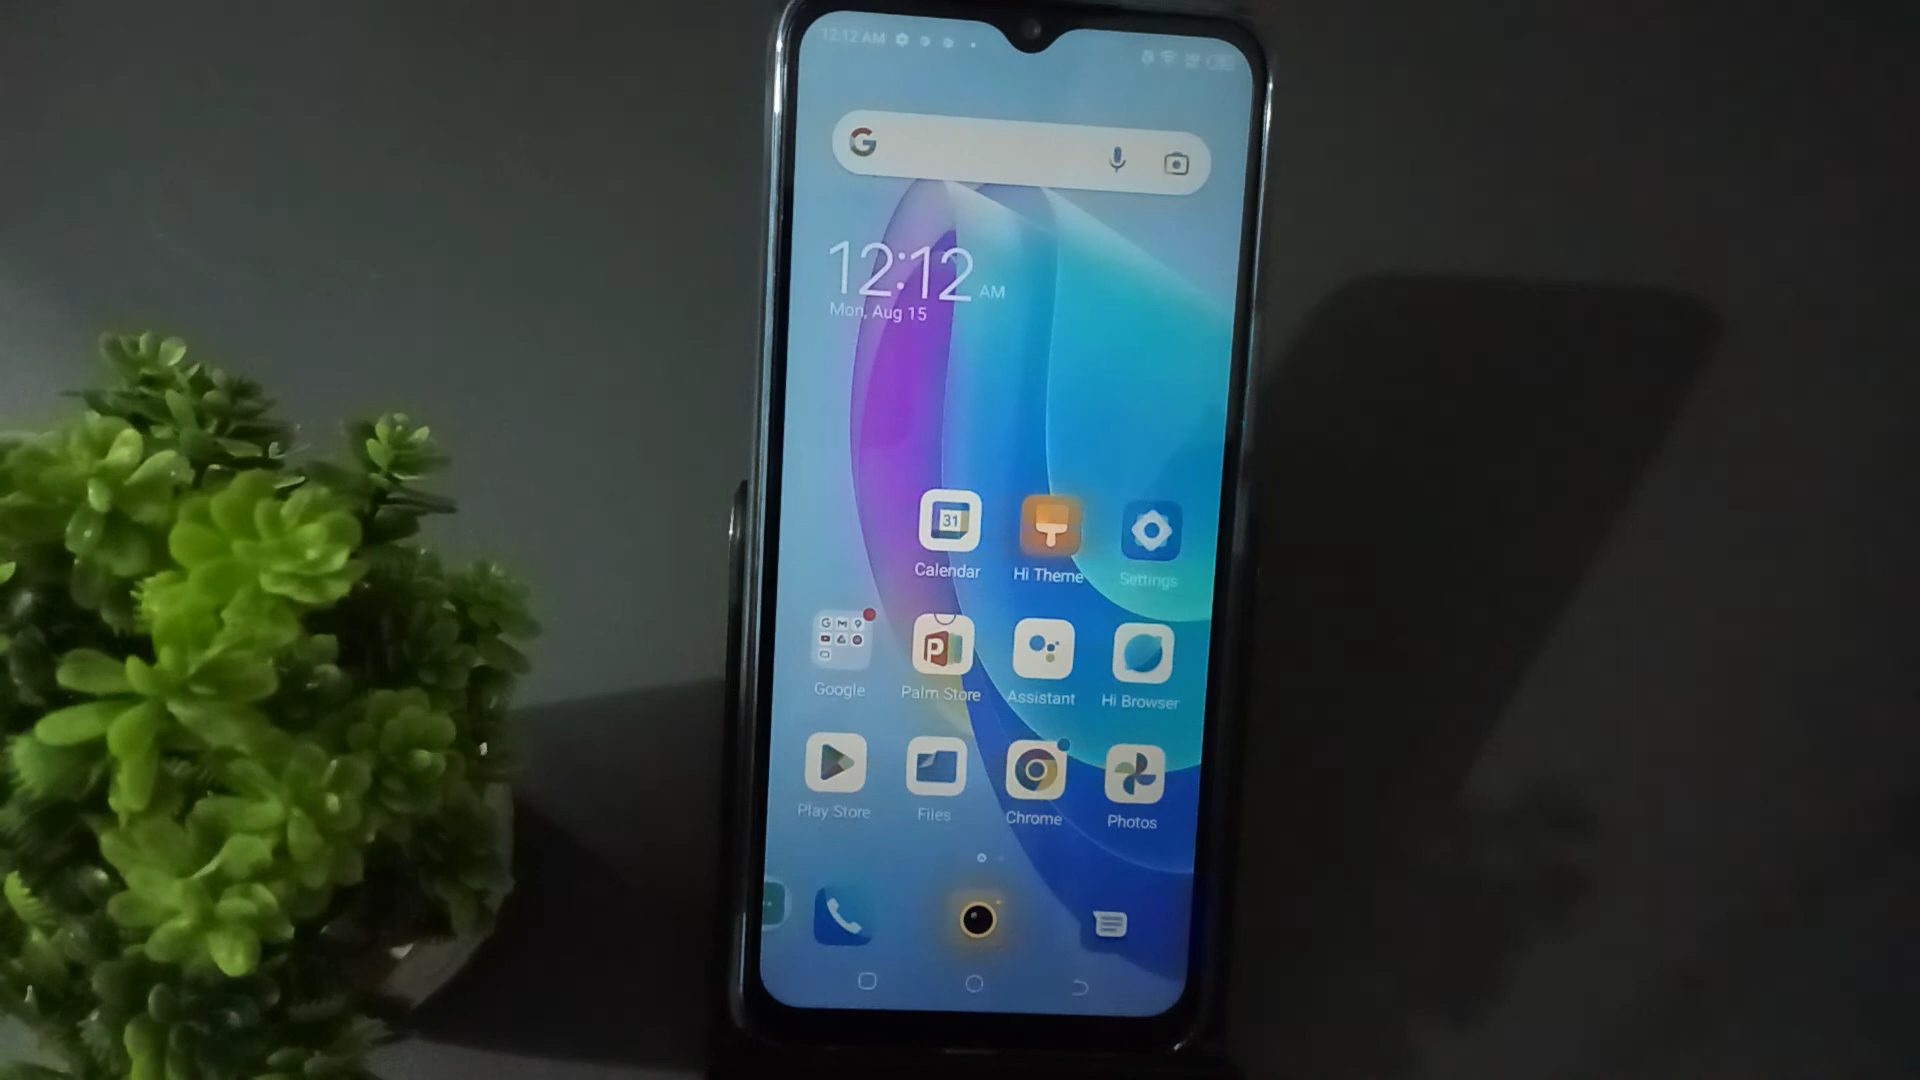 12:12 AM
G
12:12 AM
Mon, Aug 15
31
Calendar
Hi Theme
Settings
G M
P
Google
Palm Store
Assistant
Hi Browser
Play Store
Files
Chrome
Photos